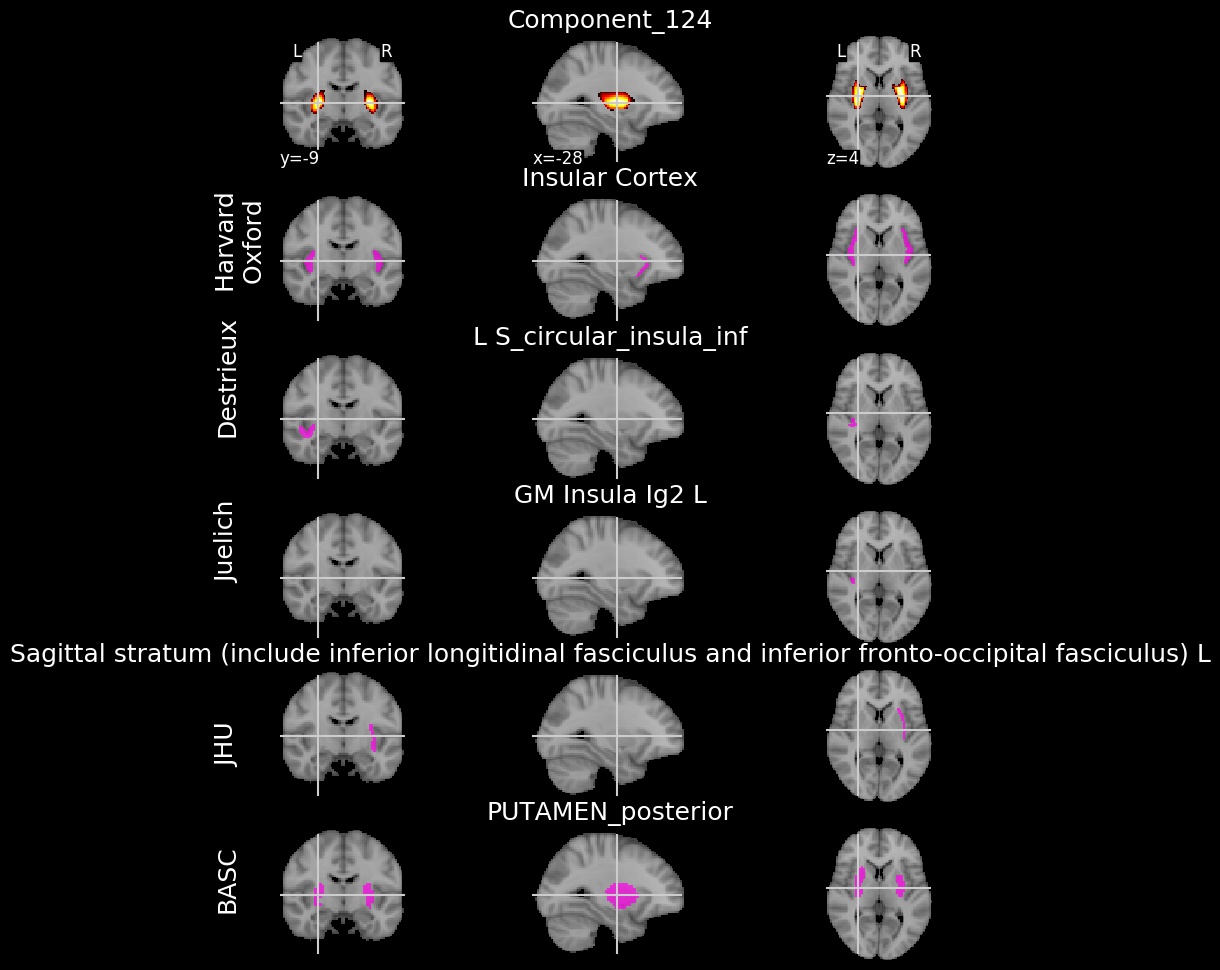 Component_124
L R L R
y=-9 x=-28 z=4
Insular Cortex
Harvard
Oxford
L S_circular_insula_inf
Destrieux
GM Insula Ig2 L
Juelich
Sagittal stratum (include inferior longitidinal fasciculus and inferior fronto-occipital fasciculus) L
JHU
PUTAMEN_posterior
BASC